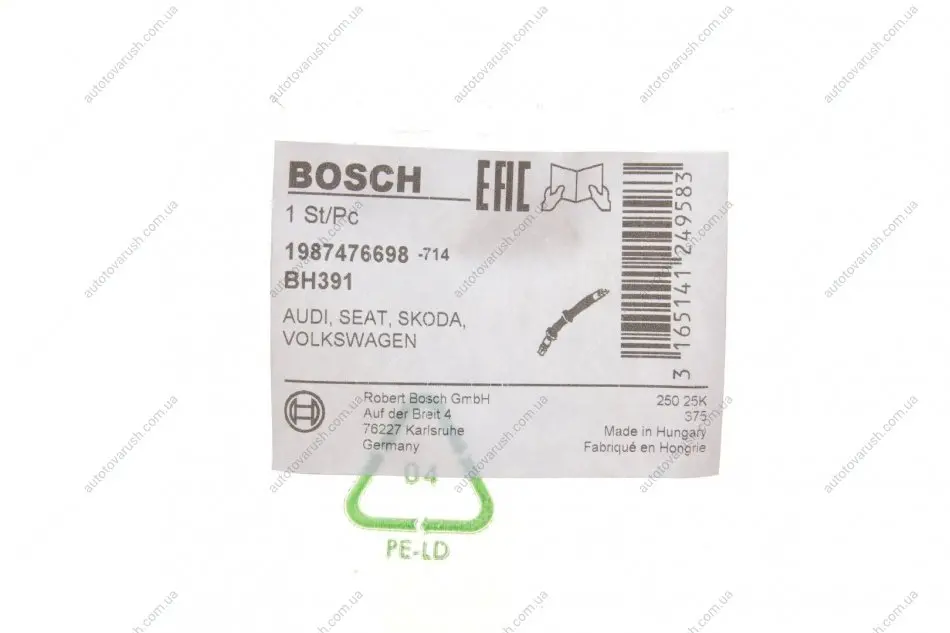 BOSCH
EAC
1 St/Pc
1987476698 -714
BH391
AUDI, SEAT, SKODA,
VOLKSWAGEN
3 165141 249583
Robert Bosch GmbH
Auf der Breit 4
76227 Karlsruhe
Germany
250 25K
375
Made in Hungary
Fabriqué en Hongrie
04
PE-LD
autotovarush.com.ua